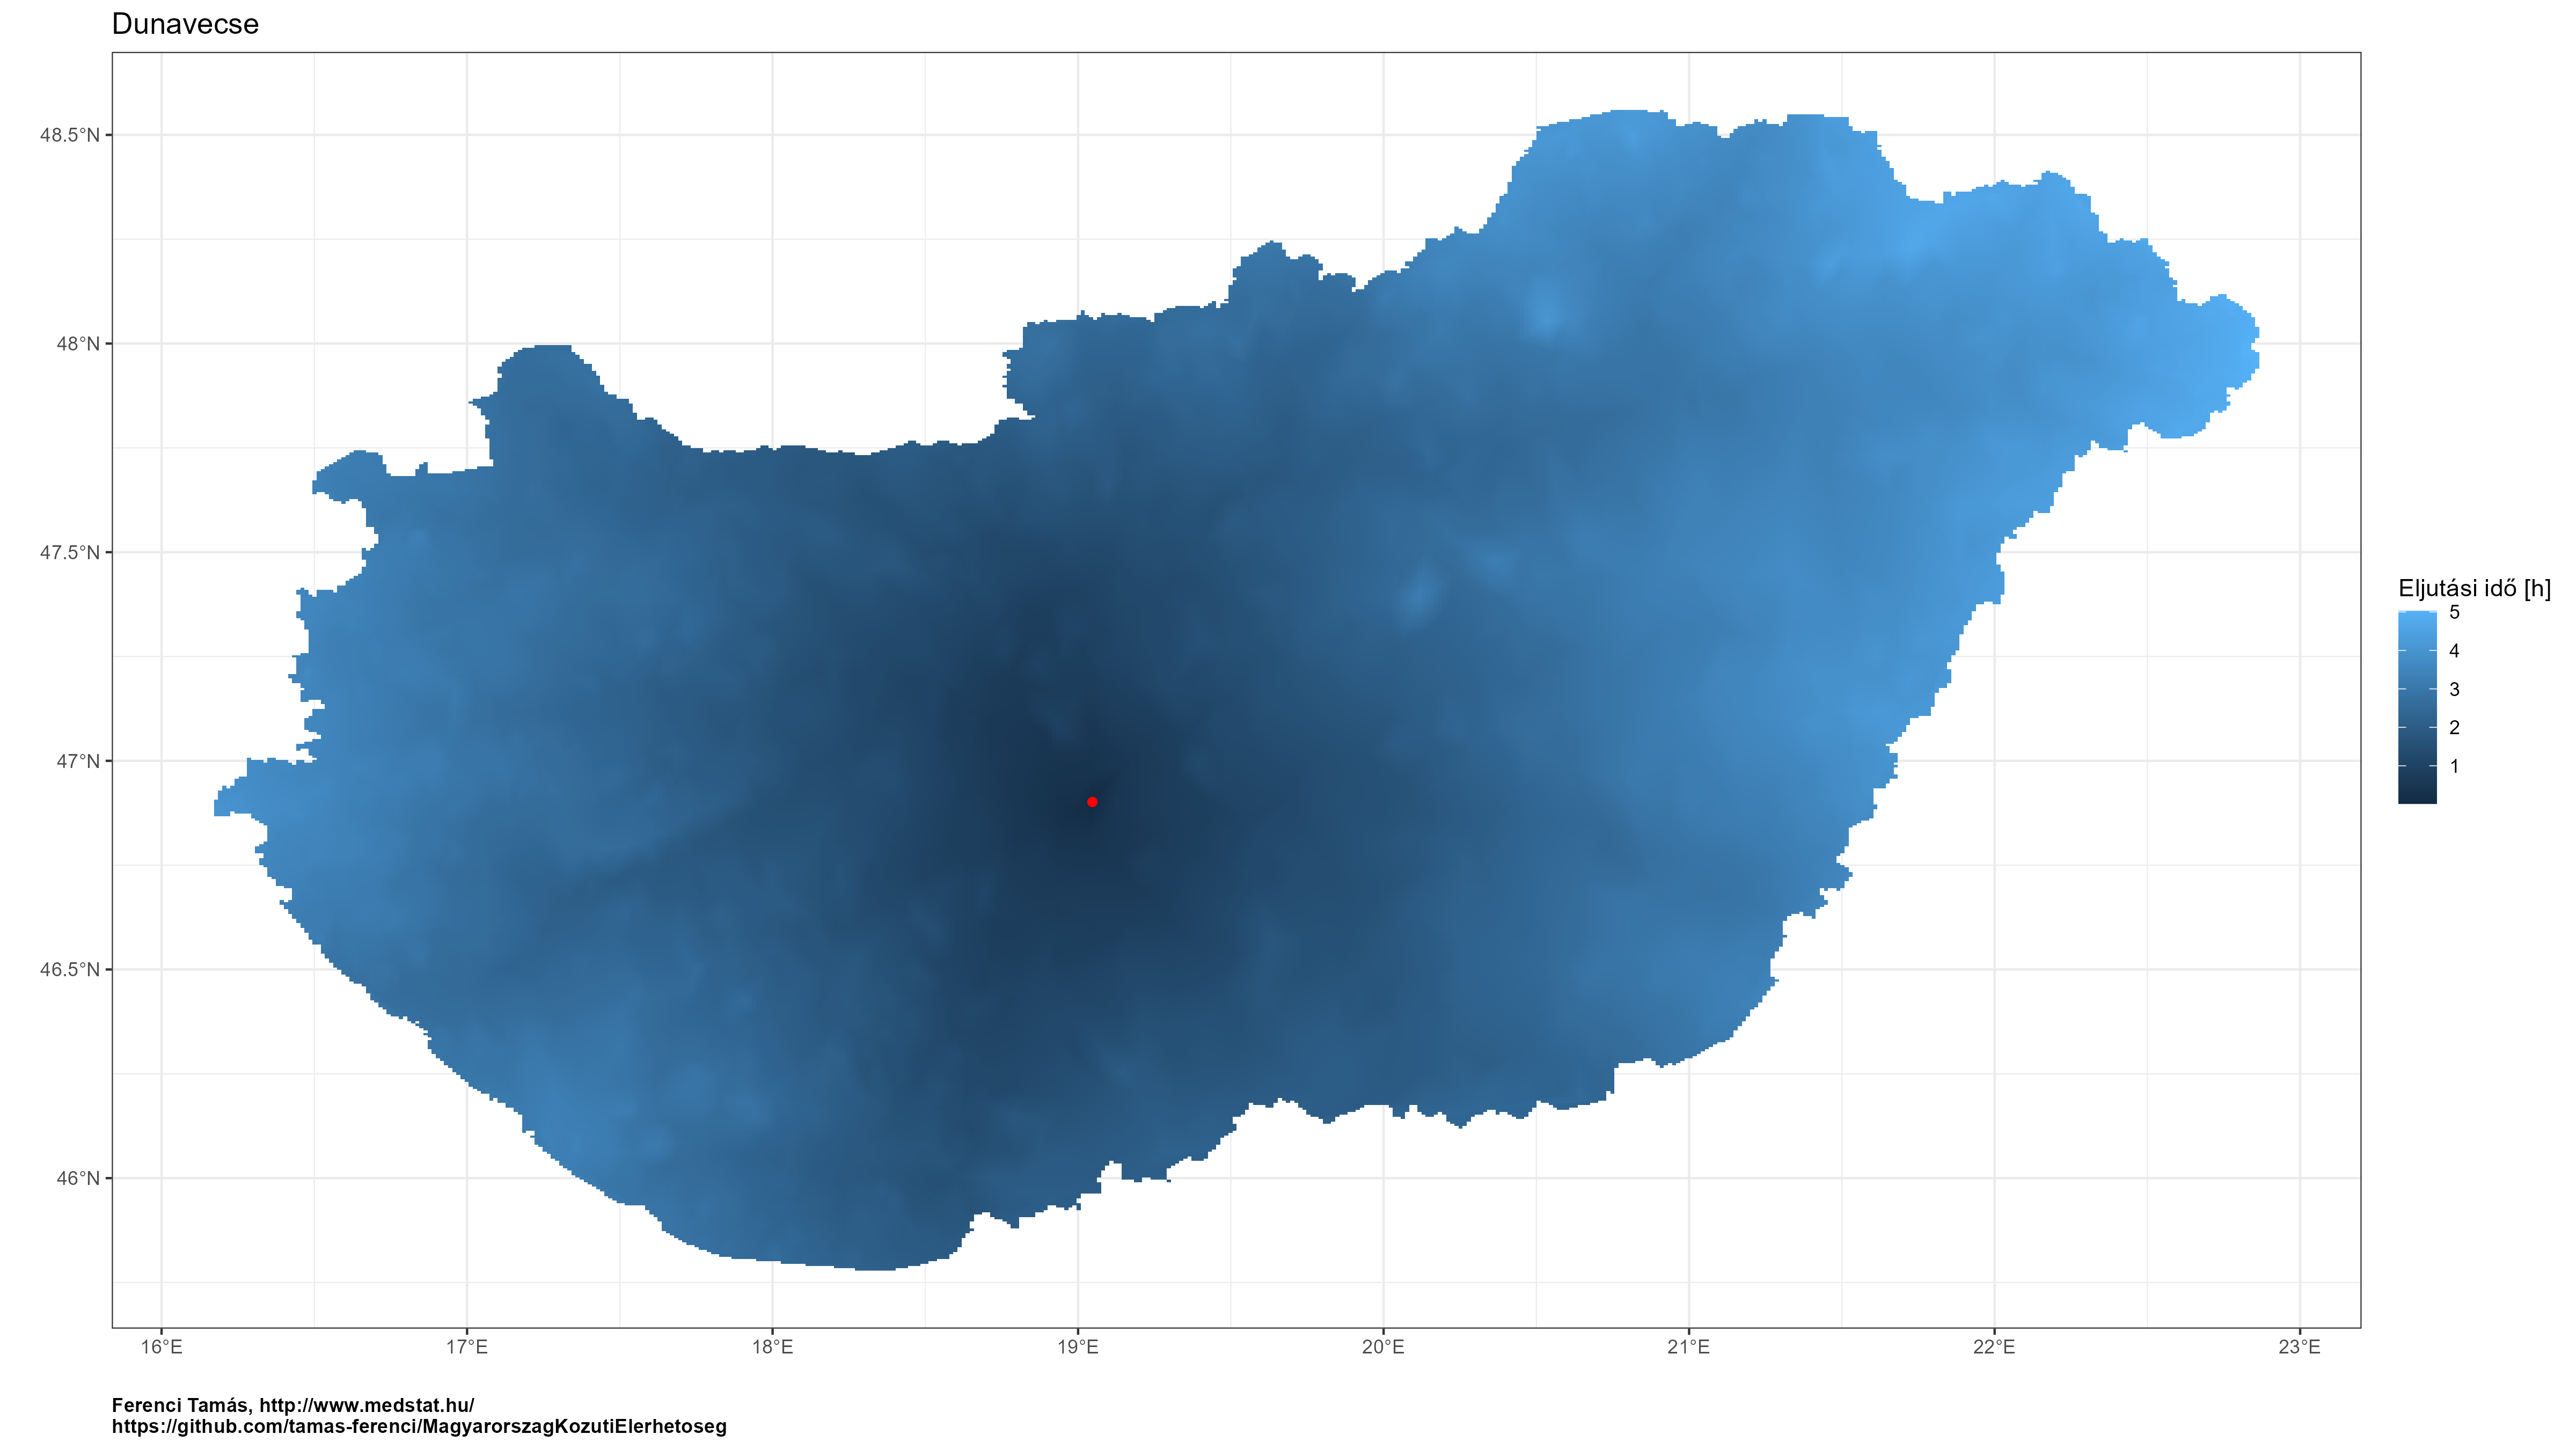 Dunavecse
48.5°N
48°N
47.5°N
47°N
46.5°N
46°N
16°E 17°E 18°E 19°E 20°E 21°E 22°E 23°E
Eljutási idő [h]
5
4
3
2
1
Ferenci Tamás, http://www.medstat.hu/
https://github.com/tamas-ferenci/MagyarorszagKozutiElerhetoseg